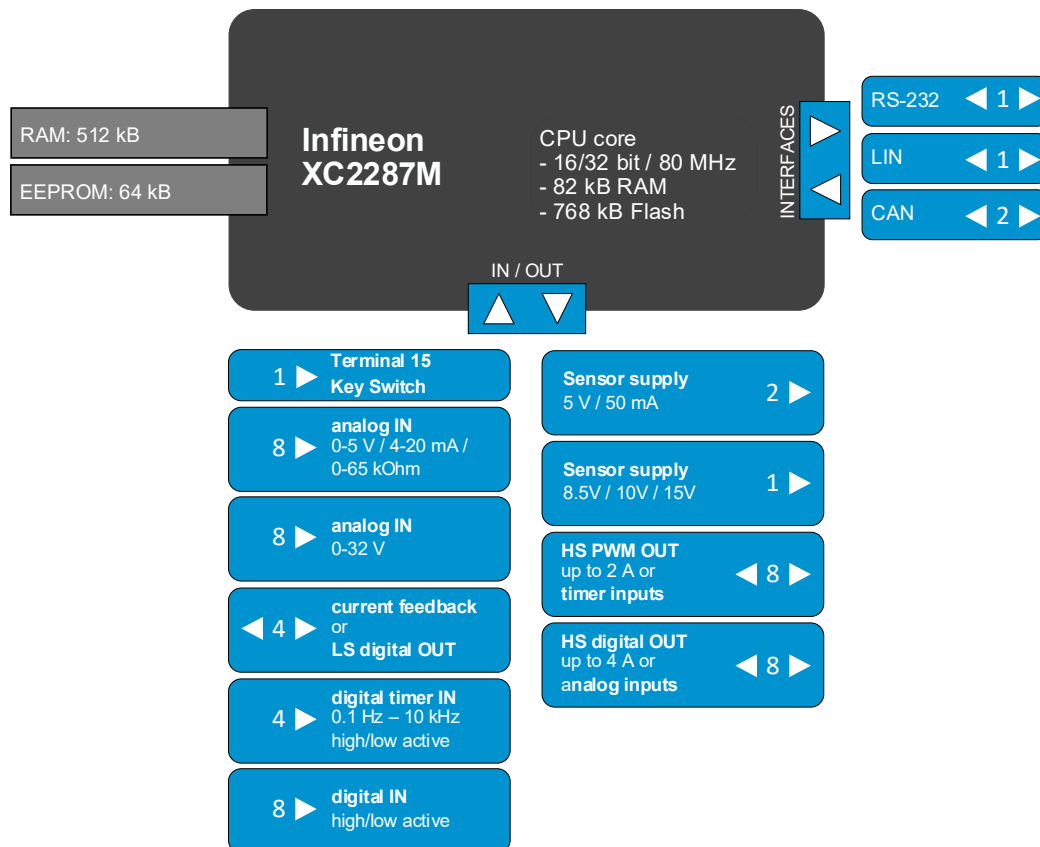 RAM: 512 kB
EEPROM: 64 kB
Infineon
XC2287M
CPU core
- 16/32 bit / 80 MHz
- 82 kB RAM
- 768 kB Flash
INTERFACES
RS-232 1
LIN 1
CAN 2
IN / OUT
1 Terminal 15
Key Switch
8 analog IN
0-5 V / 4-20 mA /
0-65 kOhm
8 analog IN
0-32 V
4 current feedback
or
LS digital OUT
4 digital timer IN
0.1 Hz – 10 kHz
high/low active
8 digital IN
high/low active
Sensor supply
5 V / 50 mA 2
Sensor supply
8.5V / 10V / 15V 1
HS PWM OUT
up to 2 A or 8
timer inputs
HS digital OUT
up to 4 A or 8
analog inputs